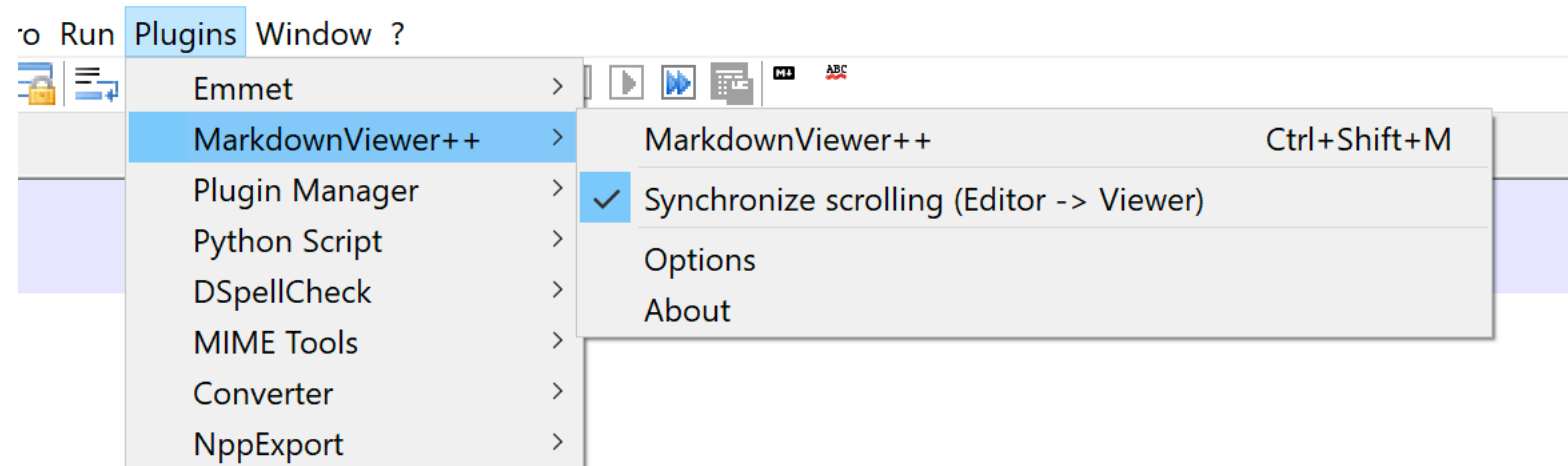 ro Run Plugins Window ?
M↓ ABC
Emmet
MarkdownViewer++
Plugin Manager
Python Script
DSpellCheck
MIME Tools
Converter
NppExport
MarkdownViewer++ Ctrl+Shift+M
Synchronize scrolling (Editor -> Viewer)
Options
About